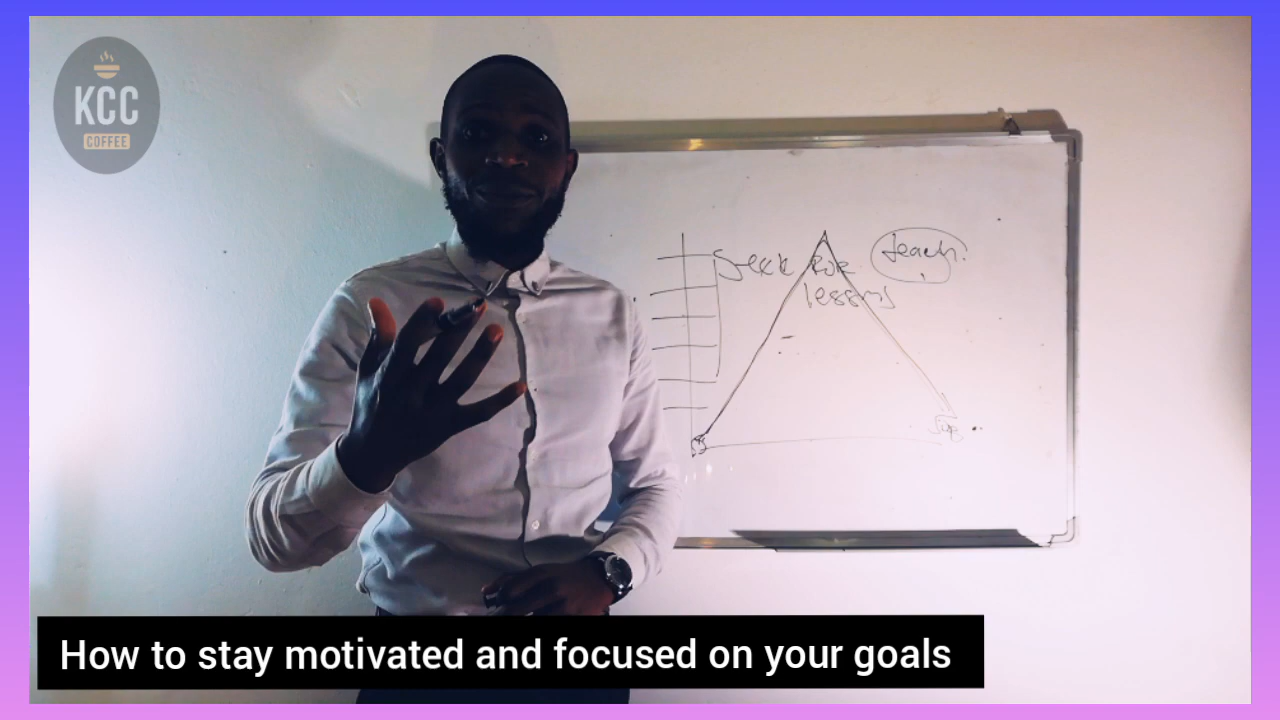 KCC
COFFEE
Seek for teach
lessons
How to stay motivated and focused on your goals